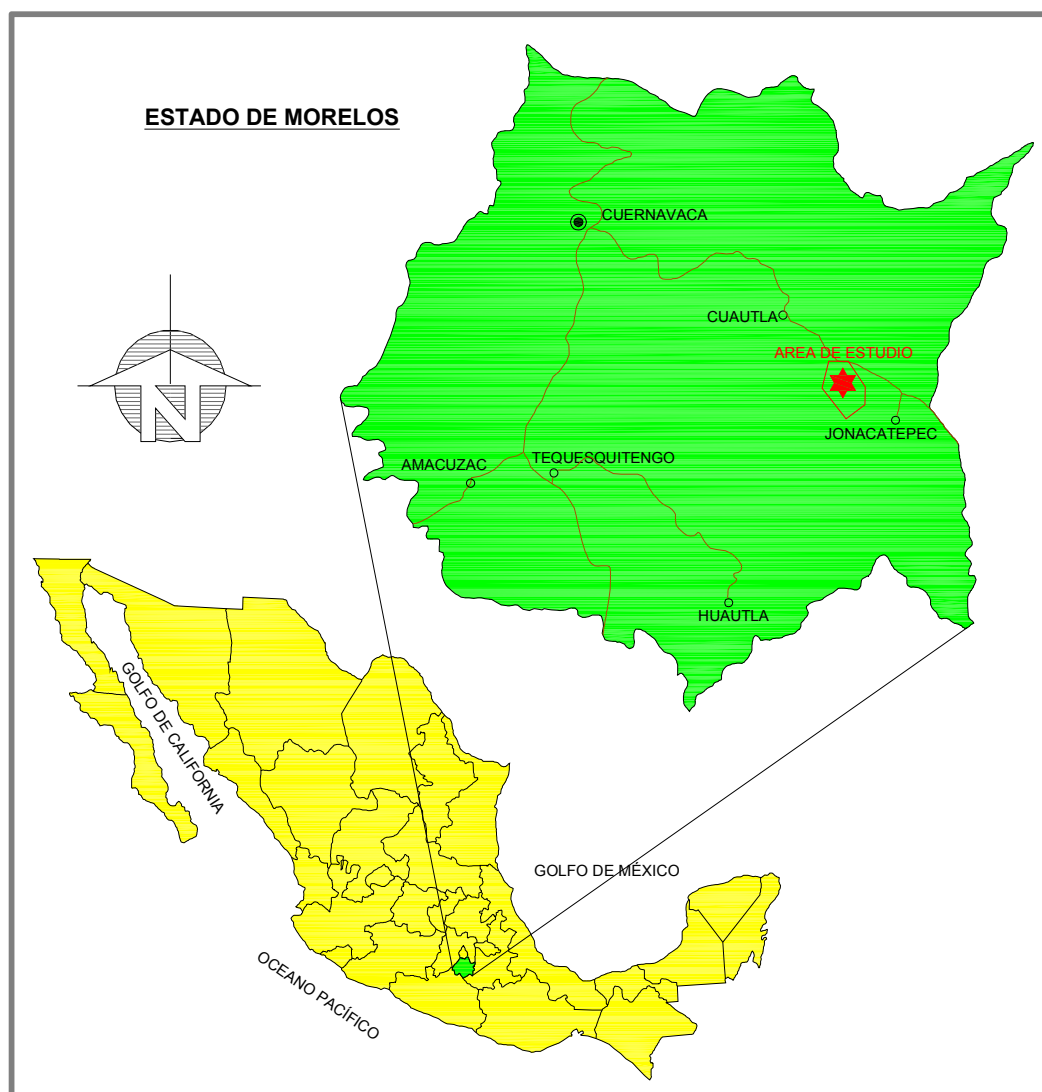 ESTADO DE MORELOS
CUERNAVACA
CUAUTLA
AREA DE ESTUDIO
JONACATEPEC
TEQUESQUITENGO
AMACUZAC
HUAUTLA
N
GOLFO DE CALIFORNIA
GOLFO DE MÉXICO
OCEANO PACÍFICO